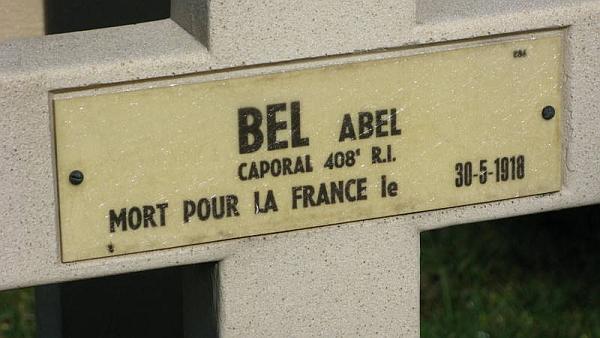 BEL ABEL
CAPORAL 408e R.I.
MORT POUR LA FRANCE le 30-5-1918